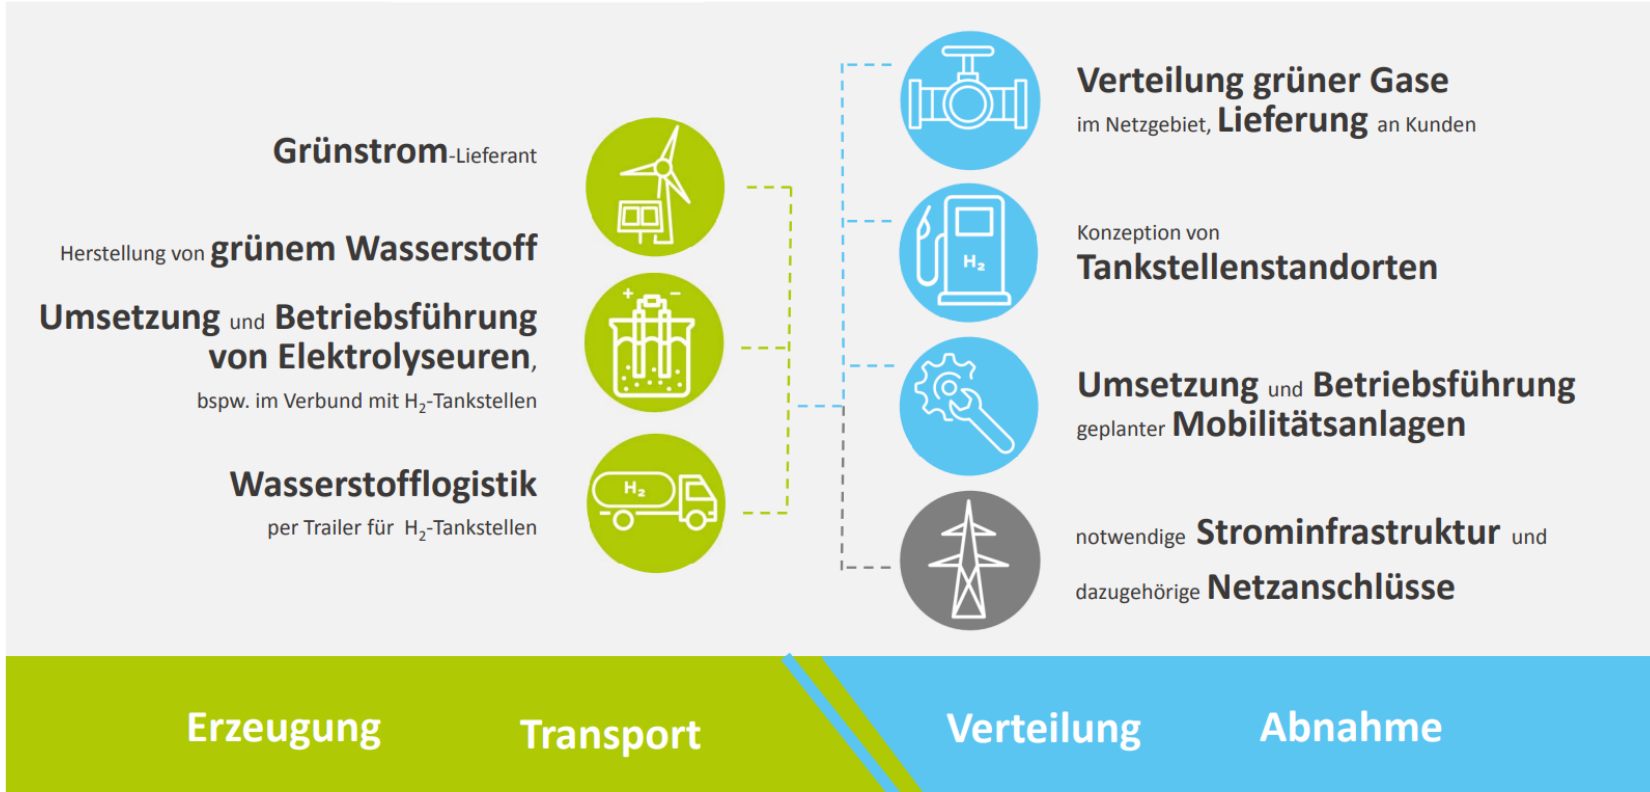 Grünstrom-Lieferant
Herstellung von grünem Wasserstoff
Umsetzung und Betriebsführung
von Elektrolyseuren,
bspw. im Verbund mit H₂-Tankstellen
Wasserstofflogistik
per Trailer für H₂-Tankstellen
+ −
H₂
Verteilung grüner Gase
im Netzgebiet, Lieferung an Kunden
H₂
Konzeption von
Tankstellenstandorten
Umsetzung und Betriebsführung
geplanter Mobilitätsanlagen
notwendige Strominfrastruktur und
dazugehörige Netzanschlüsse
Erzeugung
Transport
Verteilung
Abnahme